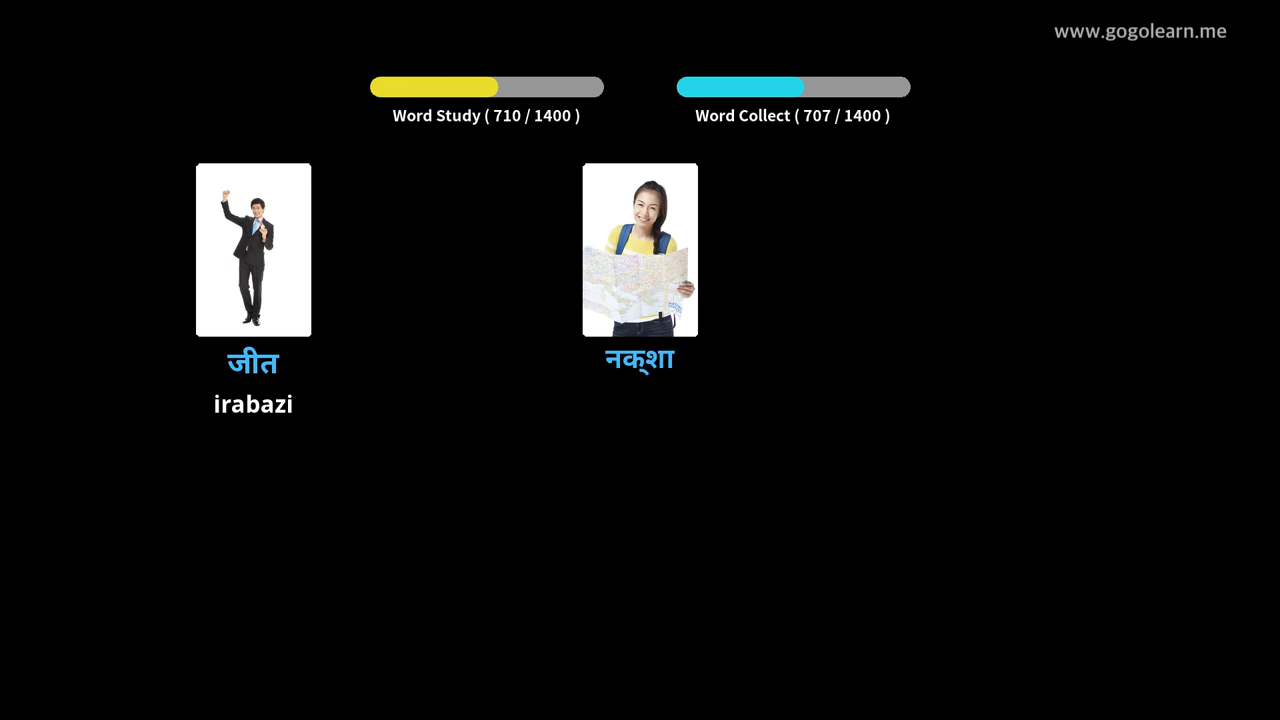 www.gogolearn.me
Word Study ( 710 / 1400 )
Word Collect ( 707 / 1400 )
जीत
irabazi
नक्शा